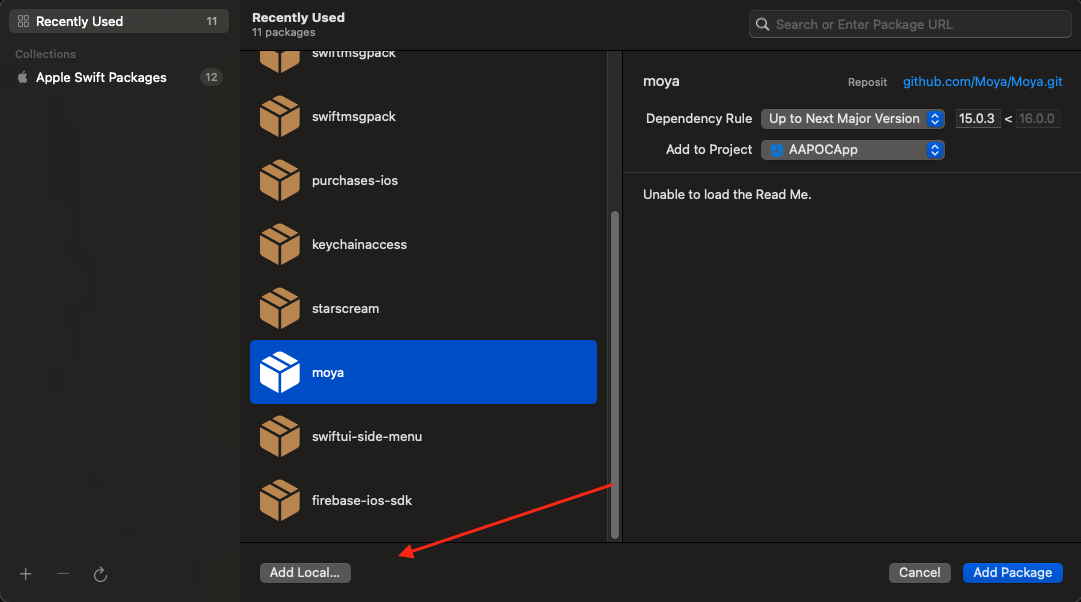 Recently Used 11
Collections
Apple Swift Packages 12
Recently Used
11 packages
Search or Enter Package URL
swiftmsgpack
swiftmsgpack
purchases-ios
keychainaccess
starscream
moya
swiftui-side-menu
firebase-ios-sdk
moya
Reposit github.com/Moya/Moya.git
Dependency Rule Up to Next Major Version 15.0.3 < 16.0.0
Add to Project AAPOCApp
Unable to load the Read Me.
Add Local...
Cancel
Add Package